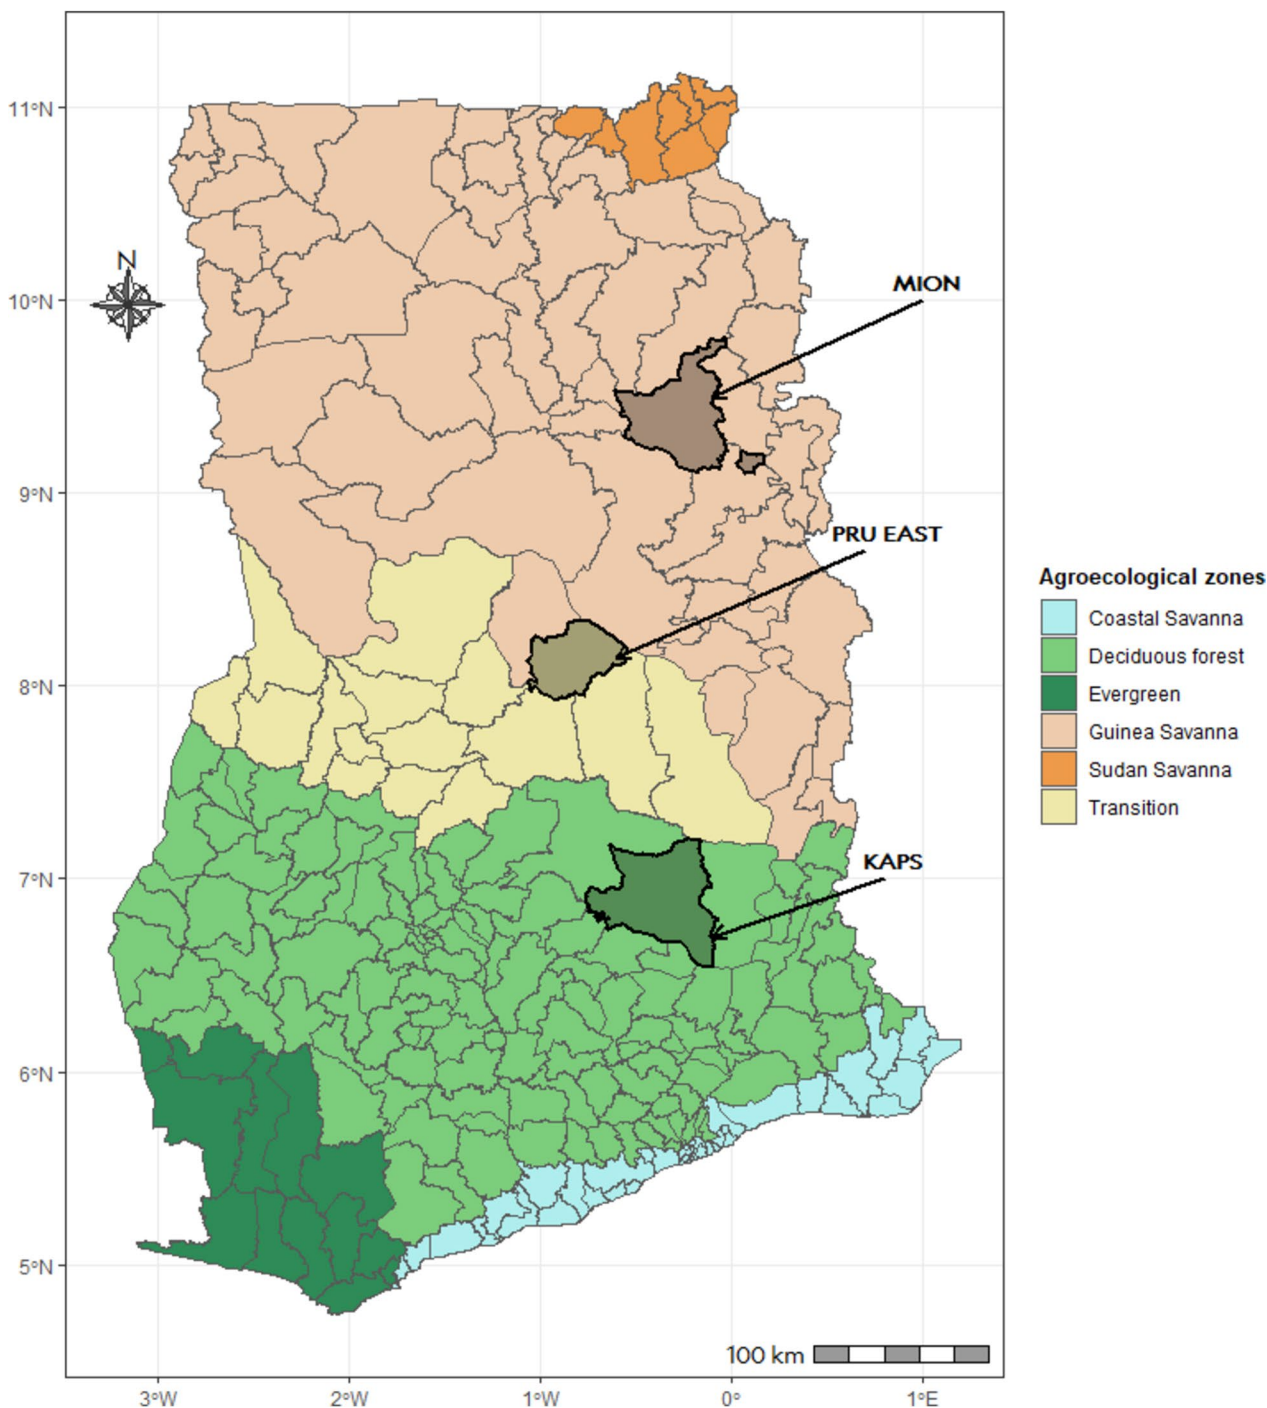 11°N
N
10°N
MION
9°N
PRU EAST
8°N
7°N
KAPS
6°N
5°N
100 km
3°W
2°W
1°W
0°
1°E
Agroecological zones
Coastal Savanna
Deciduous forest
Evergreen
Guinea Savanna
Sudan Savanna
Transition